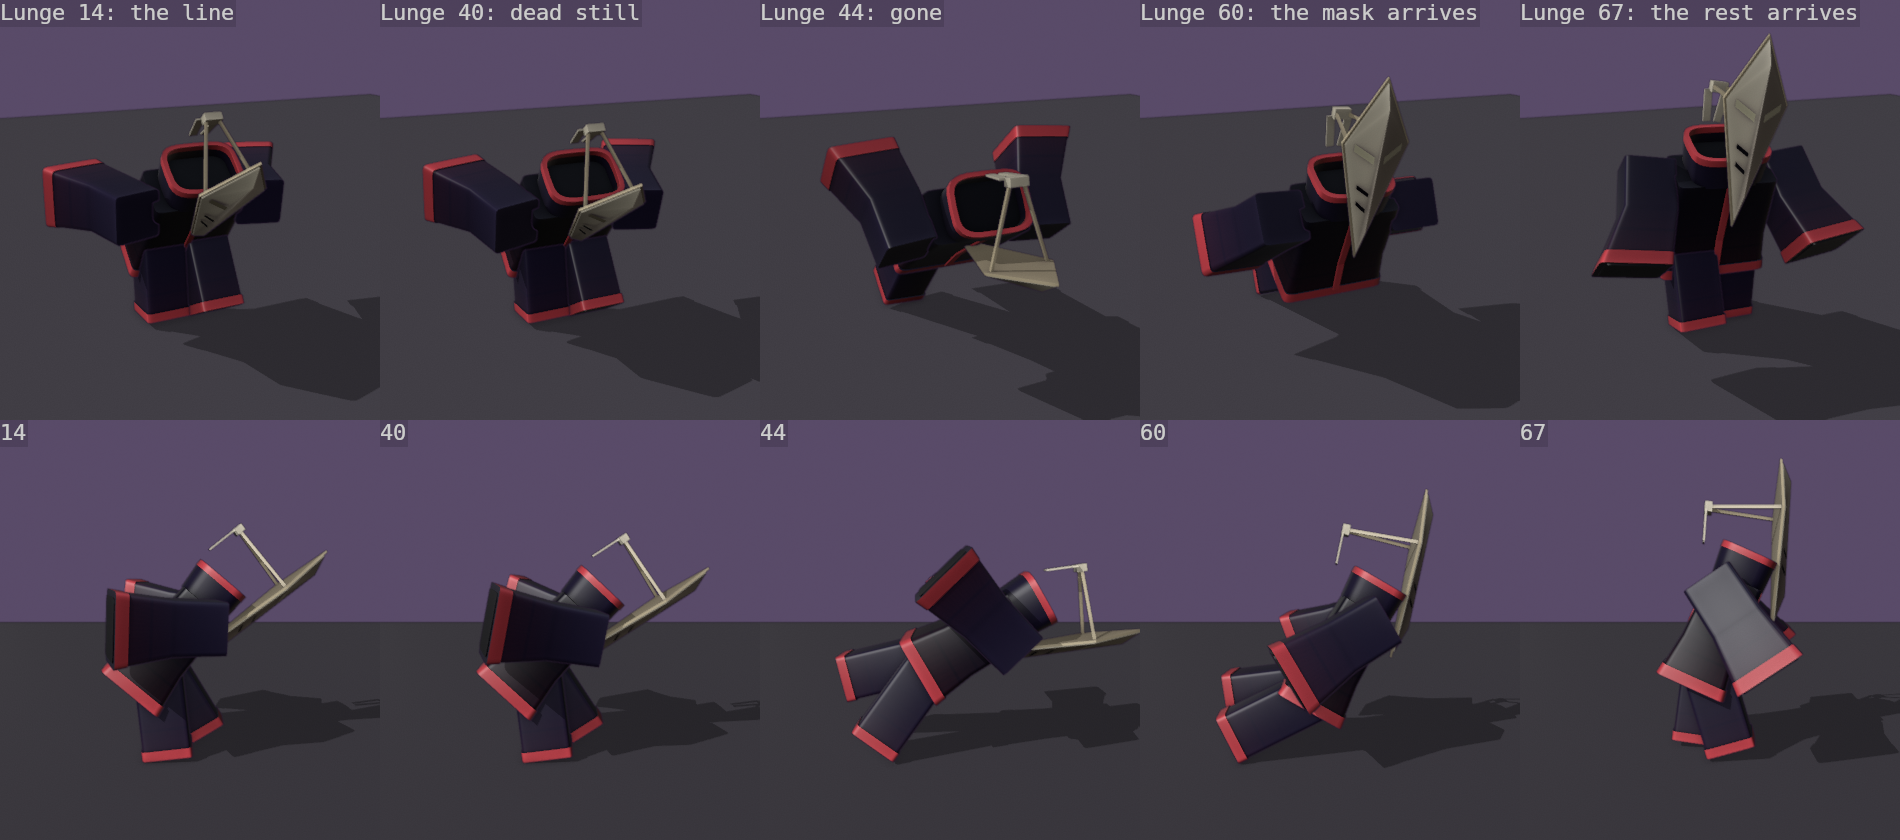 Lunge 14: the line
Lunge 40: dead still
Lunge 44: gone
Lunge 60: the mask arrives
Lunge 67: the rest arrives
14
40
44
60
67